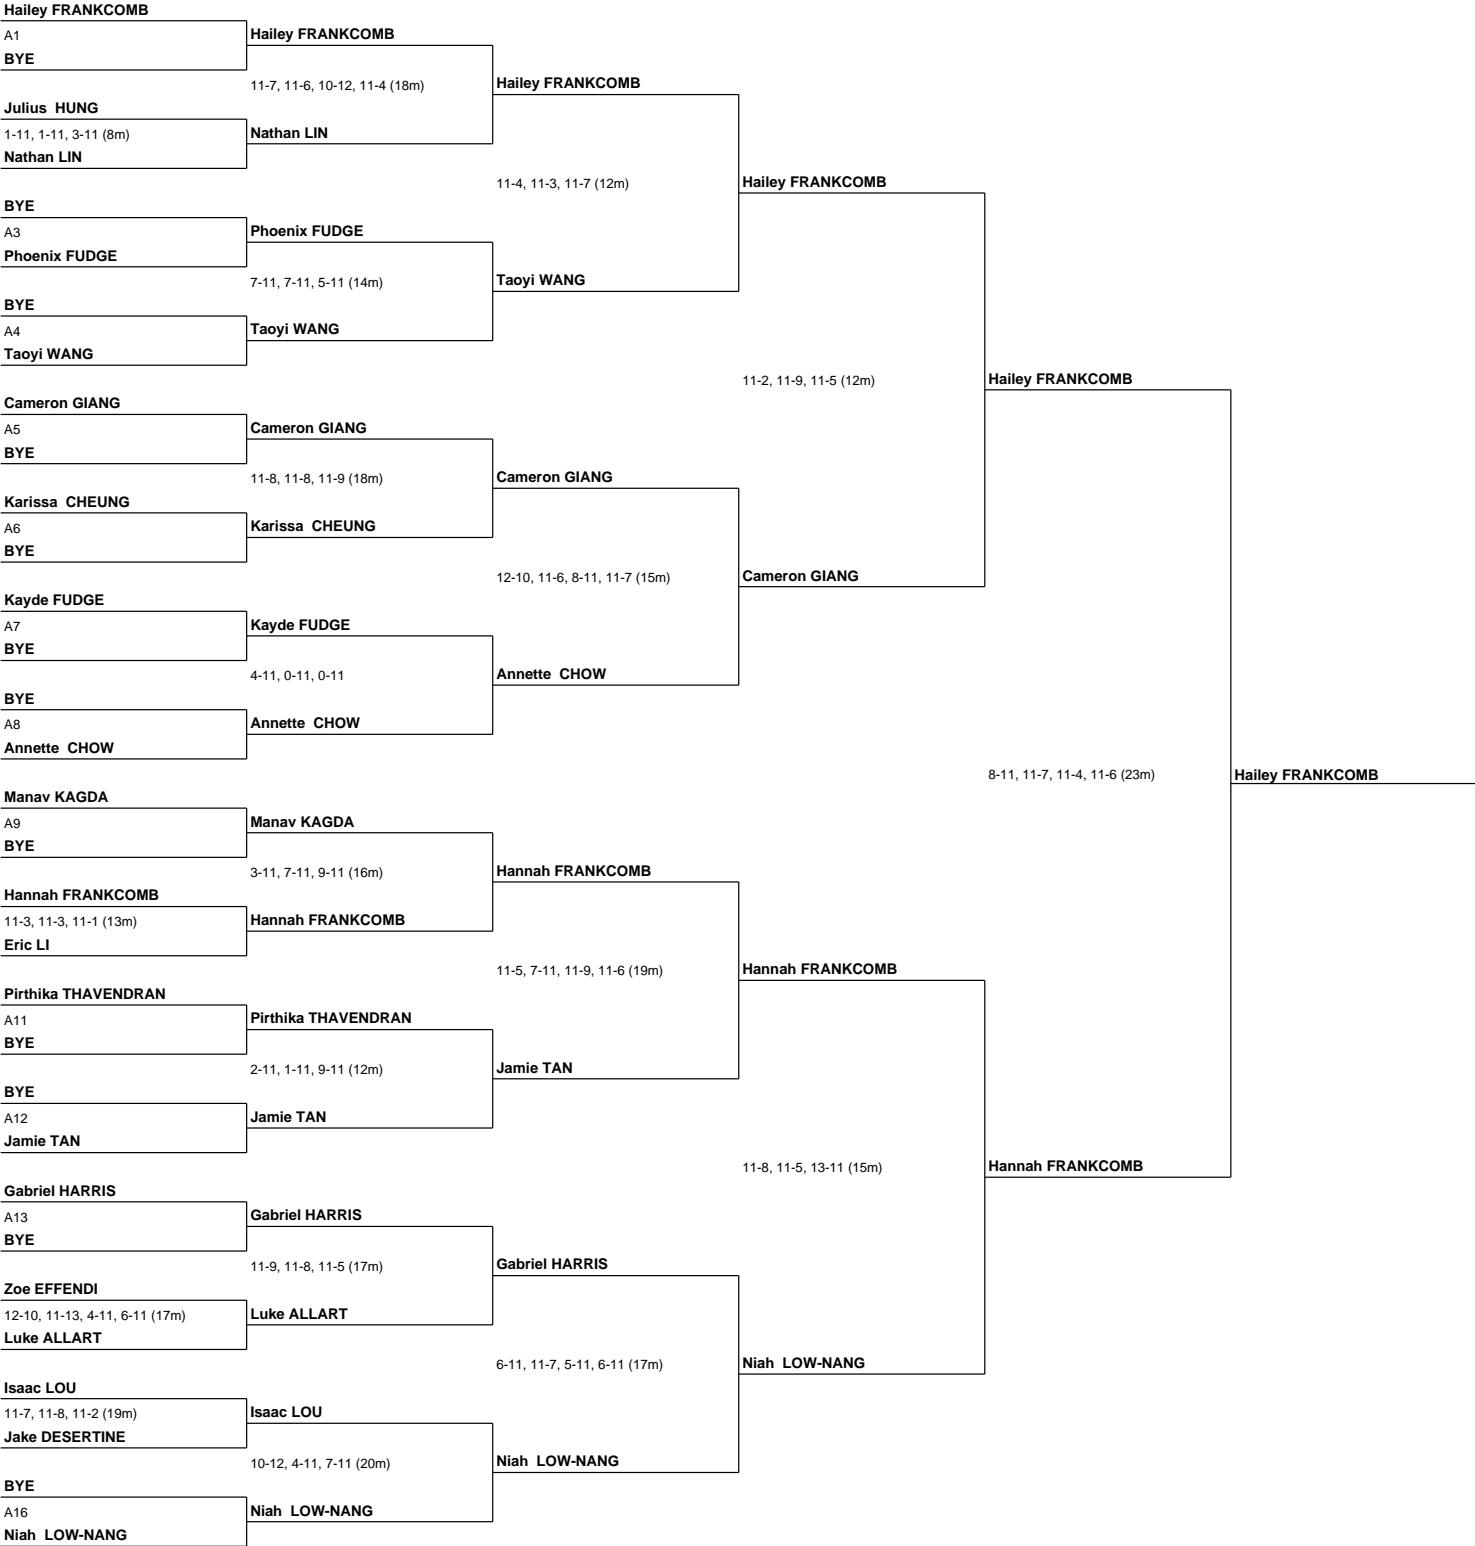 Hailey FRANKCOMB
A1
Hailey FRANKCOMB
BYE
11-7, 11-6, 10-12, 11-4 (18m)
Hailey FRANKCOMB
Julius  HUNG
1-11, 1-11, 3-11 (8m)
Nathan LIN
Nathan LIN
11-4, 11-3, 11-7 (12m)
Hailey FRANKCOMB
BYE
A3
Phoenix FUDGE
Phoenix FUDGE
7-11, 7-11, 5-11 (14m)
Taoyi WANG
BYE
A4
Taoyi WANG
Taoyi WANG
11-2, 11-9, 11-5 (12m)
Hailey FRANKCOMB
Cameron GIANG
A5
Cameron GIANG
BYE
11-8, 11-8, 11-9 (18m)
Cameron GIANG
Karissa  CHEUNG
A6
Karissa  CHEUNG
BYE
12-10, 11-6, 8-11, 11-7 (15m)
Cameron GIANG
Kayde FUDGE
A7
Kayde FUDGE
BYE
4-11, 0-11, 0-11
Annette  CHOW
BYE
A8
Annette  CHOW
Annette  CHOW
8-11, 11-7, 11-4, 11-6 (23m)
Hailey FRANKCOMB
Manav KAGDA
A9
Manav KAGDA
BYE
3-11, 7-11, 9-11 (16m)
Hannah FRANKCOMB
Hannah FRANKCOMB
11-3, 11-3, 11-1 (13m)
Hannah FRANKCOMB
Eric LI
11-5, 7-11, 11-9, 11-6 (19m)
Hannah FRANKCOMB
Pirthika THAVENDRAN
A11
Pirthika THAVENDRAN
BYE
2-11, 1-11, 9-11 (12m)
Jamie TAN
BYE
A12
Jamie TAN
Jamie TAN
11-8, 11-5, 13-11 (15m)
Hannah FRANKCOMB
Gabriel HARRIS
A13
Gabriel HARRIS
BYE
11-9, 11-8, 11-5 (17m)
Gabriel HARRIS
Zoe EFFENDI
12-10, 11-13, 4-11, 6-11 (17m)
Luke ALLART
Luke ALLART
6-11, 11-7, 5-11, 6-11 (17m)
Niah  LOW-NANG
Isaac LOU
11-7, 11-8, 11-2 (19m)
Isaac LOU
Jake DESERTINE
10-12, 4-11, 7-11 (20m)
Niah  LOW-NANG
BYE
A16
Niah  LOW-NANG
Niah  LOW-NANG